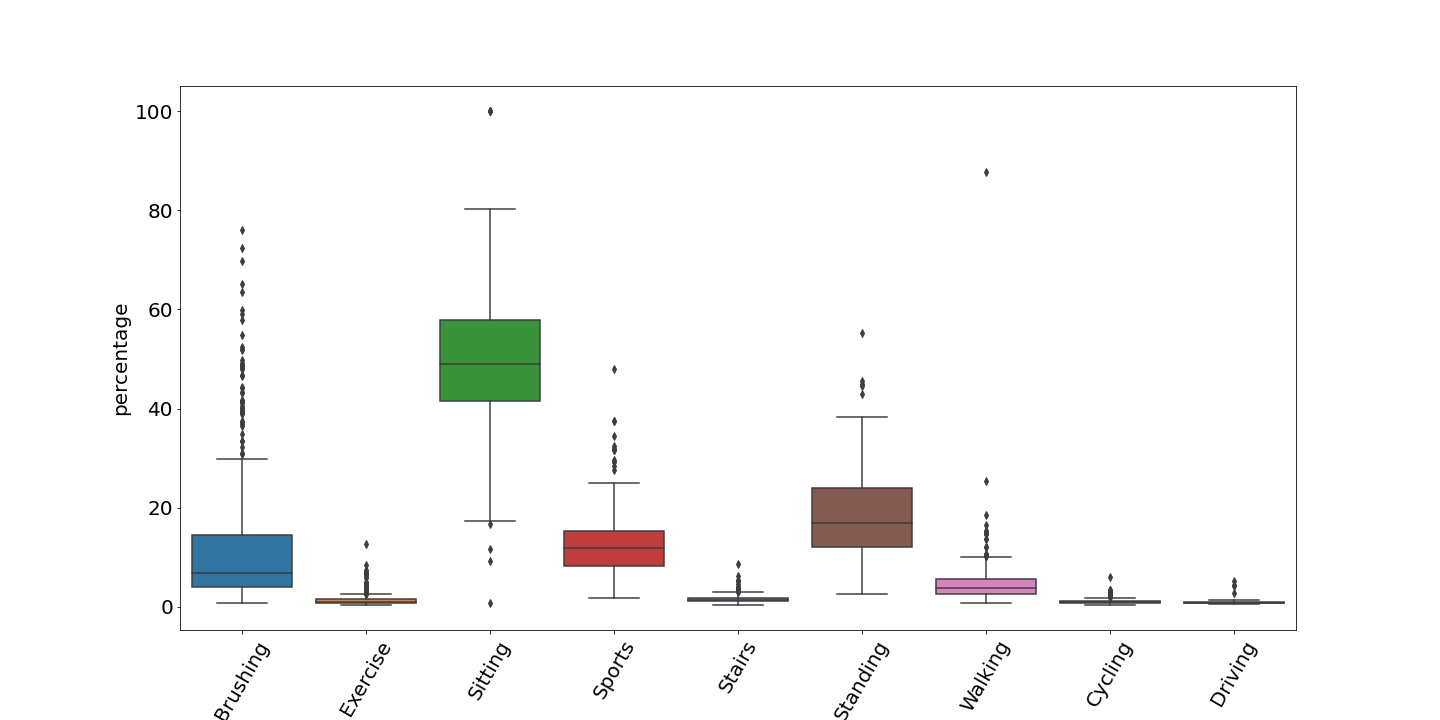 100
80
60
40
20
0
percentage
Brushing
Exercise
Sitting
Sports
Stairs
Standing
Walking
Cycling
Driving